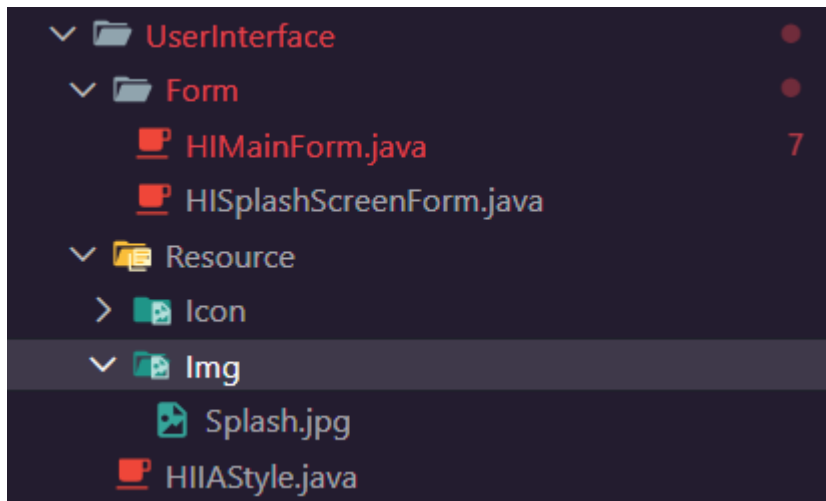 UserInterface
Form
HIMainForm.java 7
HISplashScreenForm.java
Resource
Icon
Img
Splash.jpg
HIIAStyle.java